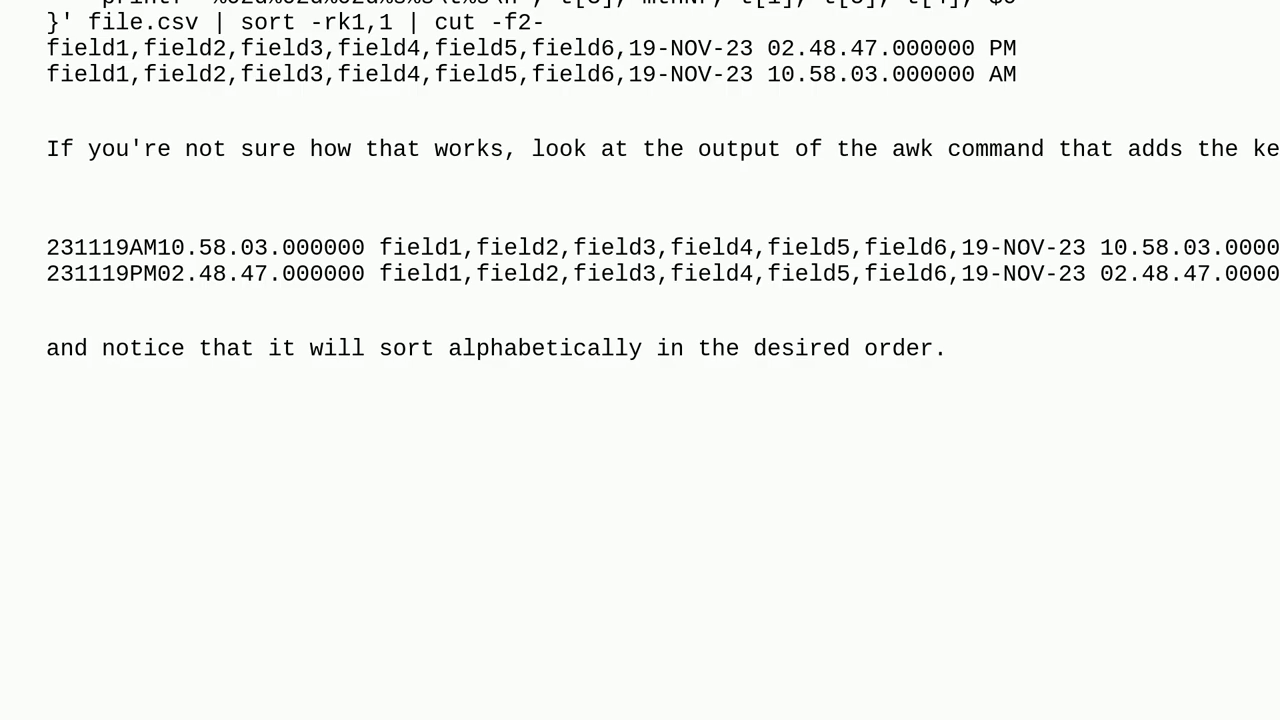 }' file.csv | sort -rk1,1 | cut -f2-
field1,field2,field3,field4,field5,field6,19-NOV-23 02.48.47.000000 PM
field1,field2,field3,field4,field5,field6,19-NOV-23 10.58.03.000000 AM
If you're not sure how that works, look at the output of the awk command that adds the ke
231119AM10.58.03.000000 field1,field2,field3,field4,field5,field6,19-NOV-23 10.58.03.0000
231119PM02.48.47.000000 field1,field2,field3,field4,field5,field6,19-NOV-23 02.48.47.0000
and notice that it will sort alphabetically in the desired order.